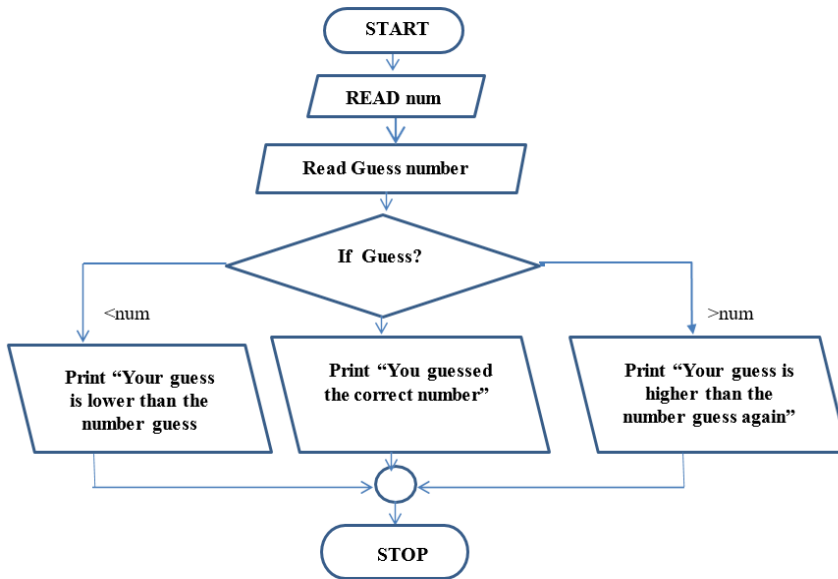 START
READ num
Read Guess number
If Guess?
<num
>num
Print “Your guess
is lower than the
number guess
Print “You guessed
the correct number”
Print “Your guess is
higher than the
number guess again”
STOP